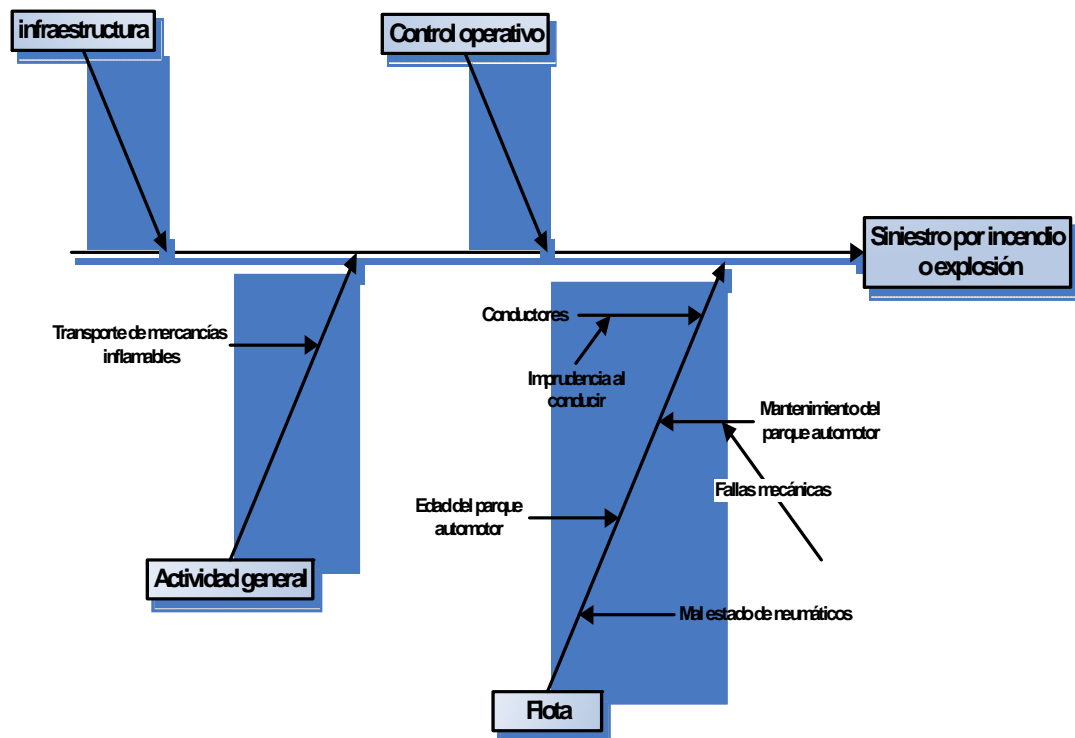 infraestructura
Control operativo
Siniestro por incendio
o explosión
Conductores
Transporte de mercancías
inflamables
Imprudencia al
conducir
Mantenimiento del
parque automotor
Fallas mecánicas
Edad del parque
automotor
Actividad general
Mal estado de neumáticos
Flota